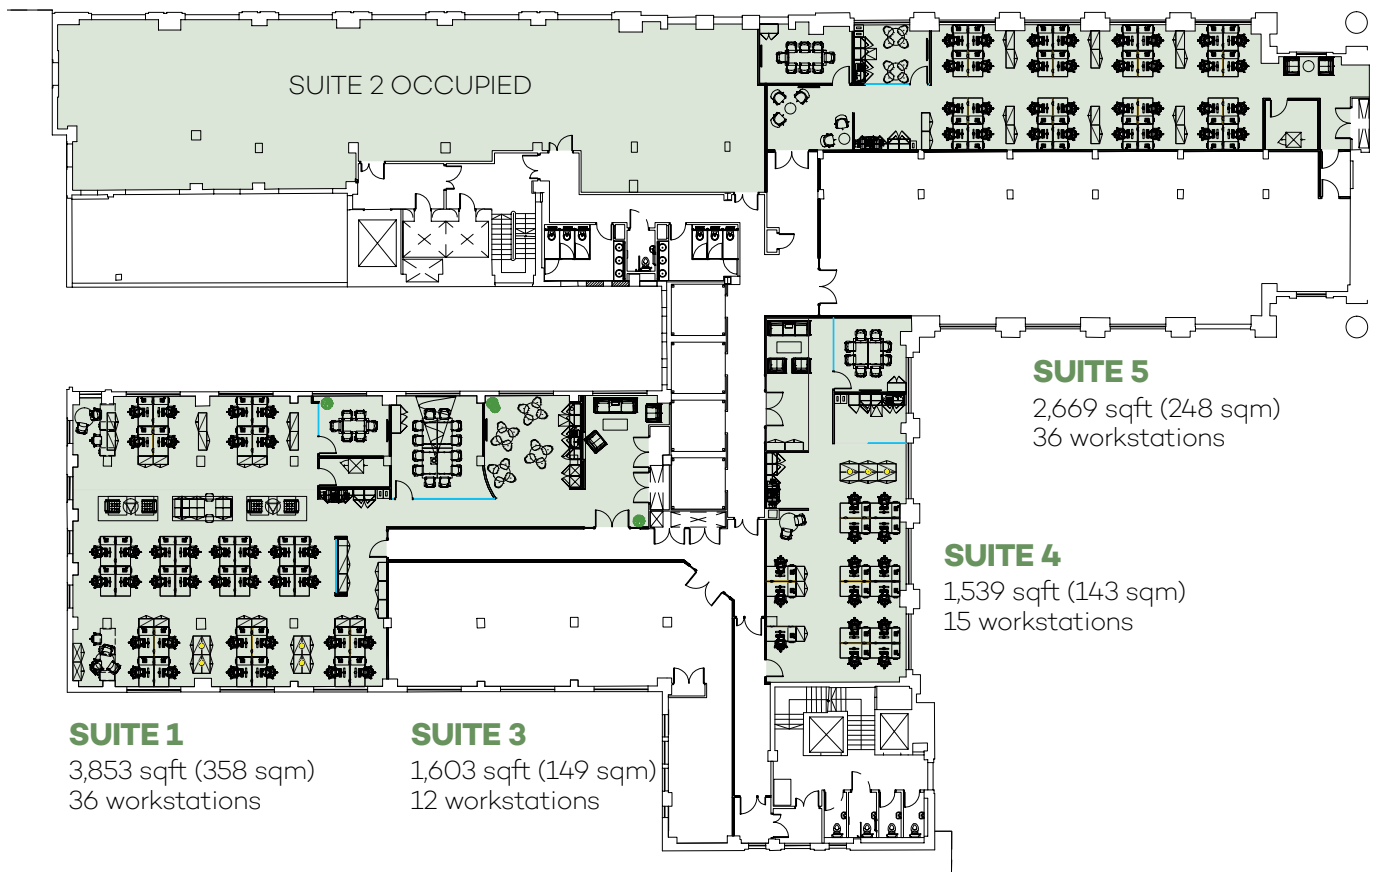 SUITE 2 OCCUPIED
SUITE 5
2,669 sqft (248 sqm)
36 workstations
SUITE 4
1,539 sqft (143 sqm)
15 workstations
SUITE 1
3,853 sqft (358 sqm)
36 workstations
SUITE 3
1,603 sqft (149 sqm)
12 workstations